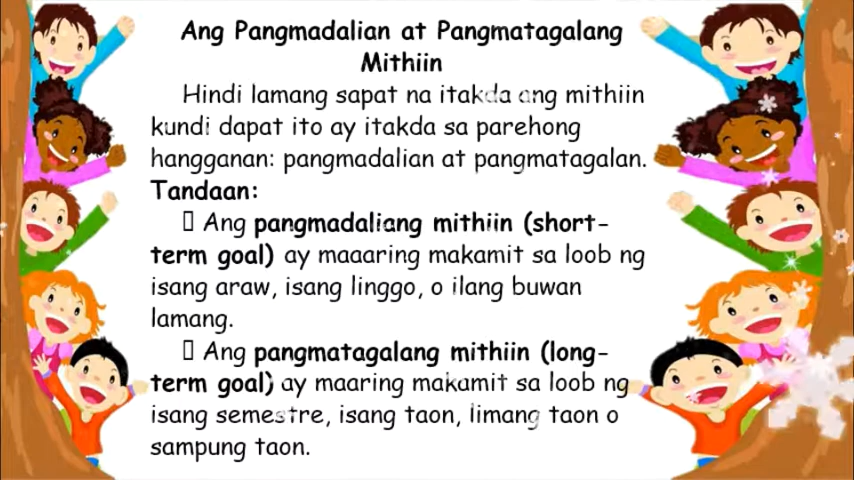 Ang Pangmadalian at Pangmatagalang
Mithiin
Hindi lamang sapat na itakda ang mithiin
kundi dapat ito ay itakda sa parehong
hangganan: pangmadalian at pangmatagalan.
Tandaan:
▯ Ang pangmadaliang mithiin (short-
term goal) ay maaaring makamit sa loob ng
isang araw, isang linggo, o ilang buwan
lamang.
▯ Ang pangmatagalang mithiin (long-
term goal) ay maaring makamit sa loob ng
isang semestre, isang taon, limang taon o
sampung taon.